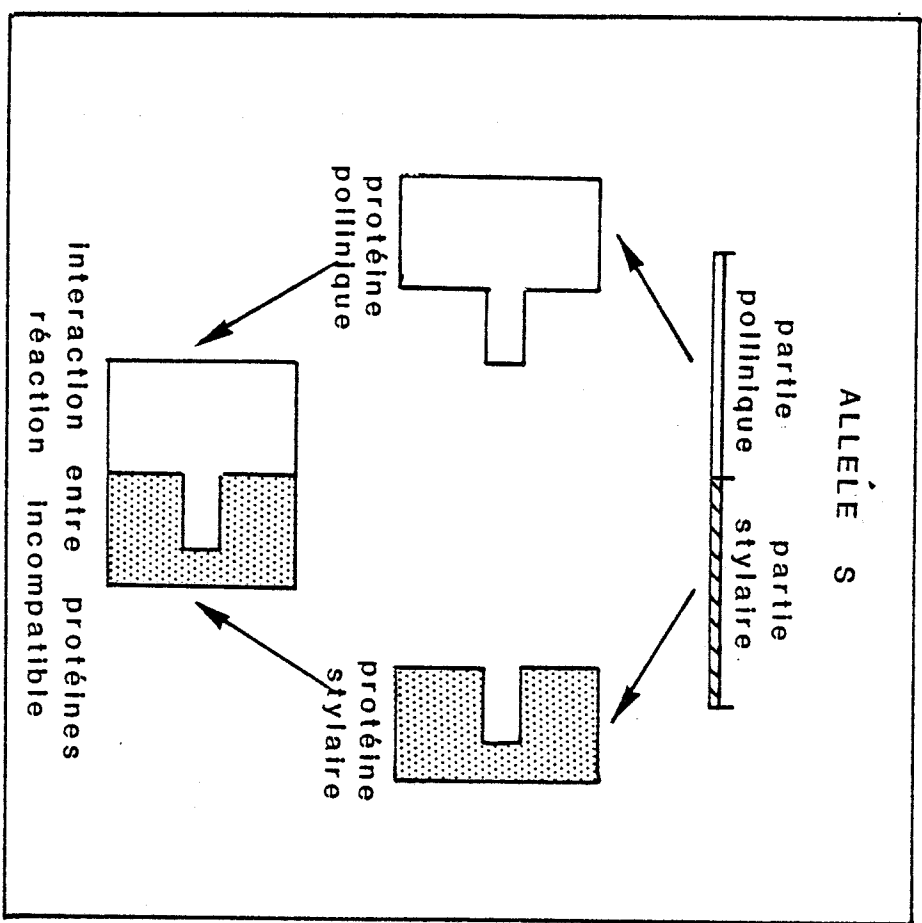 ALLÈLE S
partie
pollinique
partie
stylaire
protéine
pollinique
protéine
stylaire
interaction entre protéines
réaction incompatible